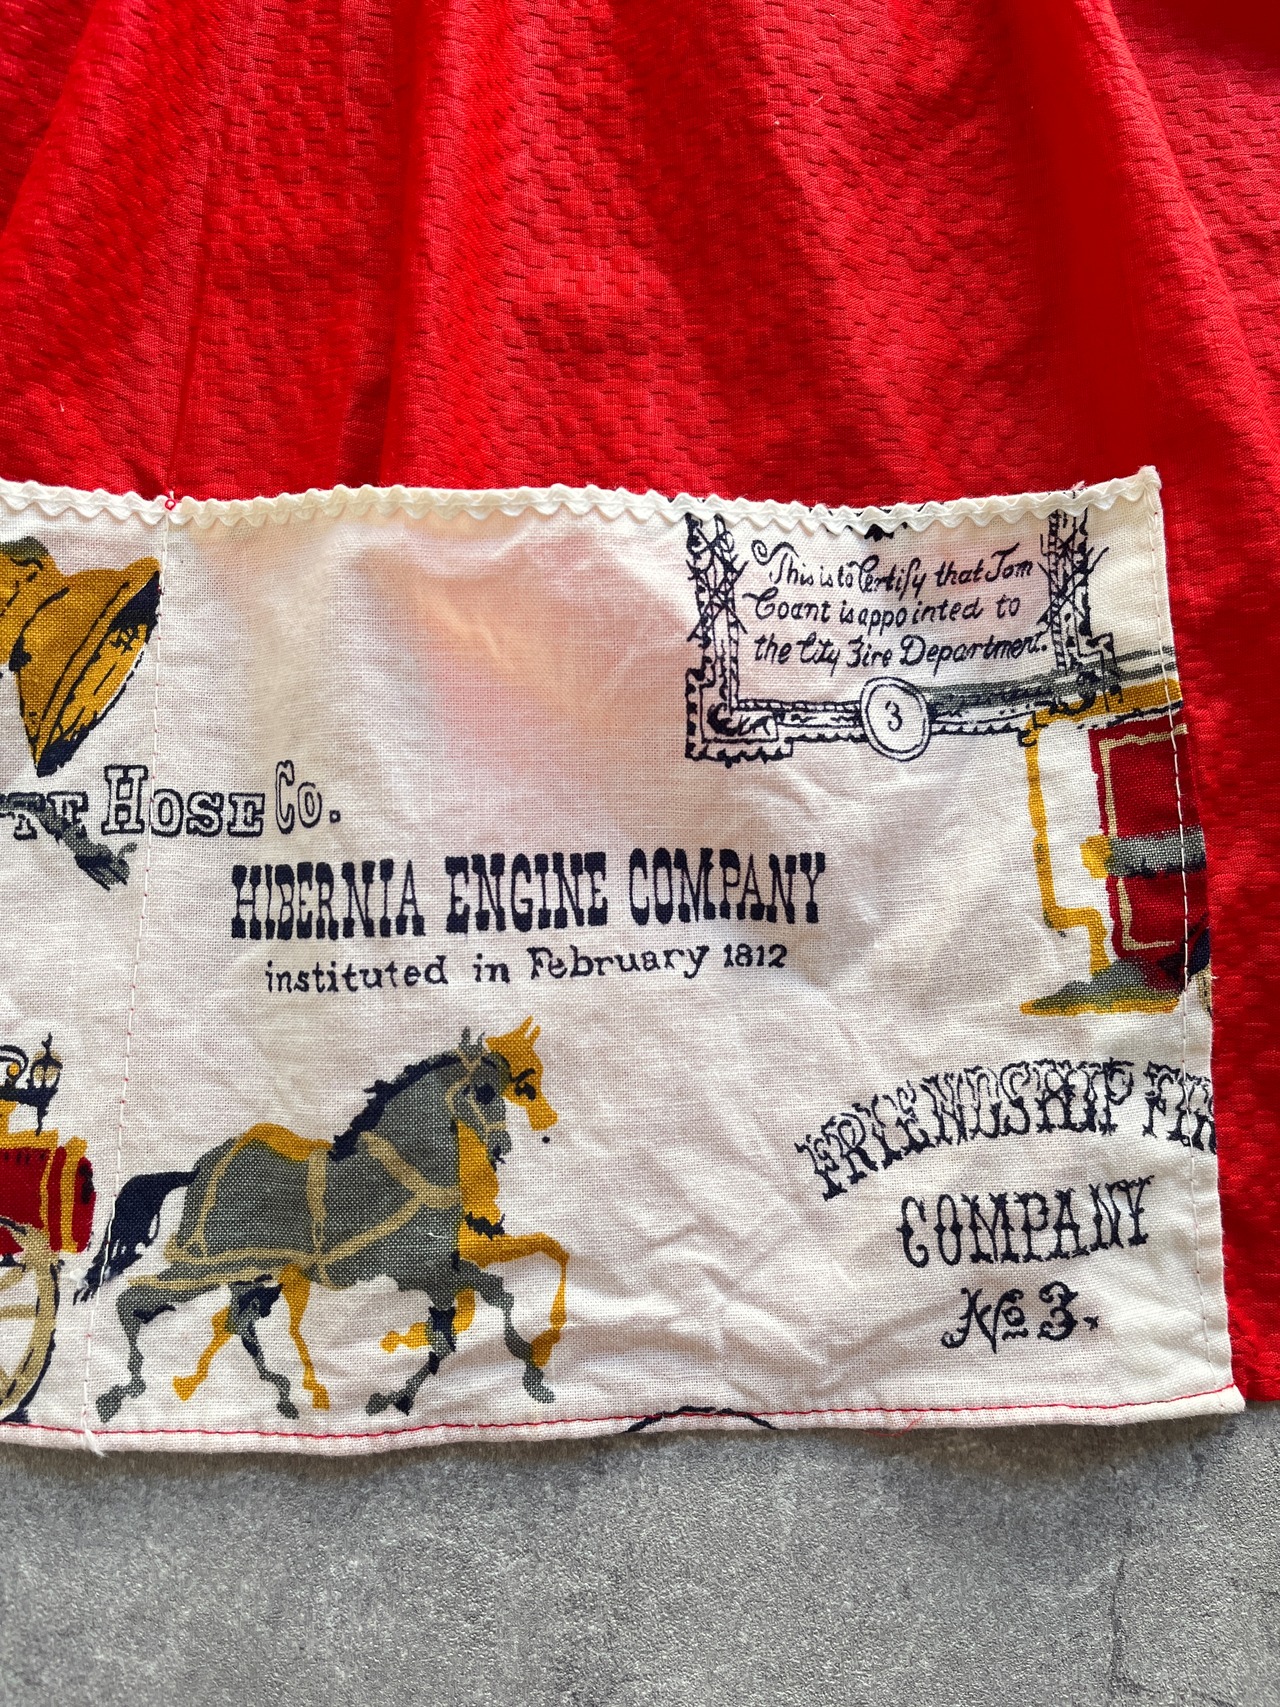 This is to Certify that Tom
Coant is appointed to
the City Fire Department.
3
Hose Co.
HIBERNIA ENGINE COMPANY
instituted in February 1812
FRIENDSHIP
COMPANY
No 3.